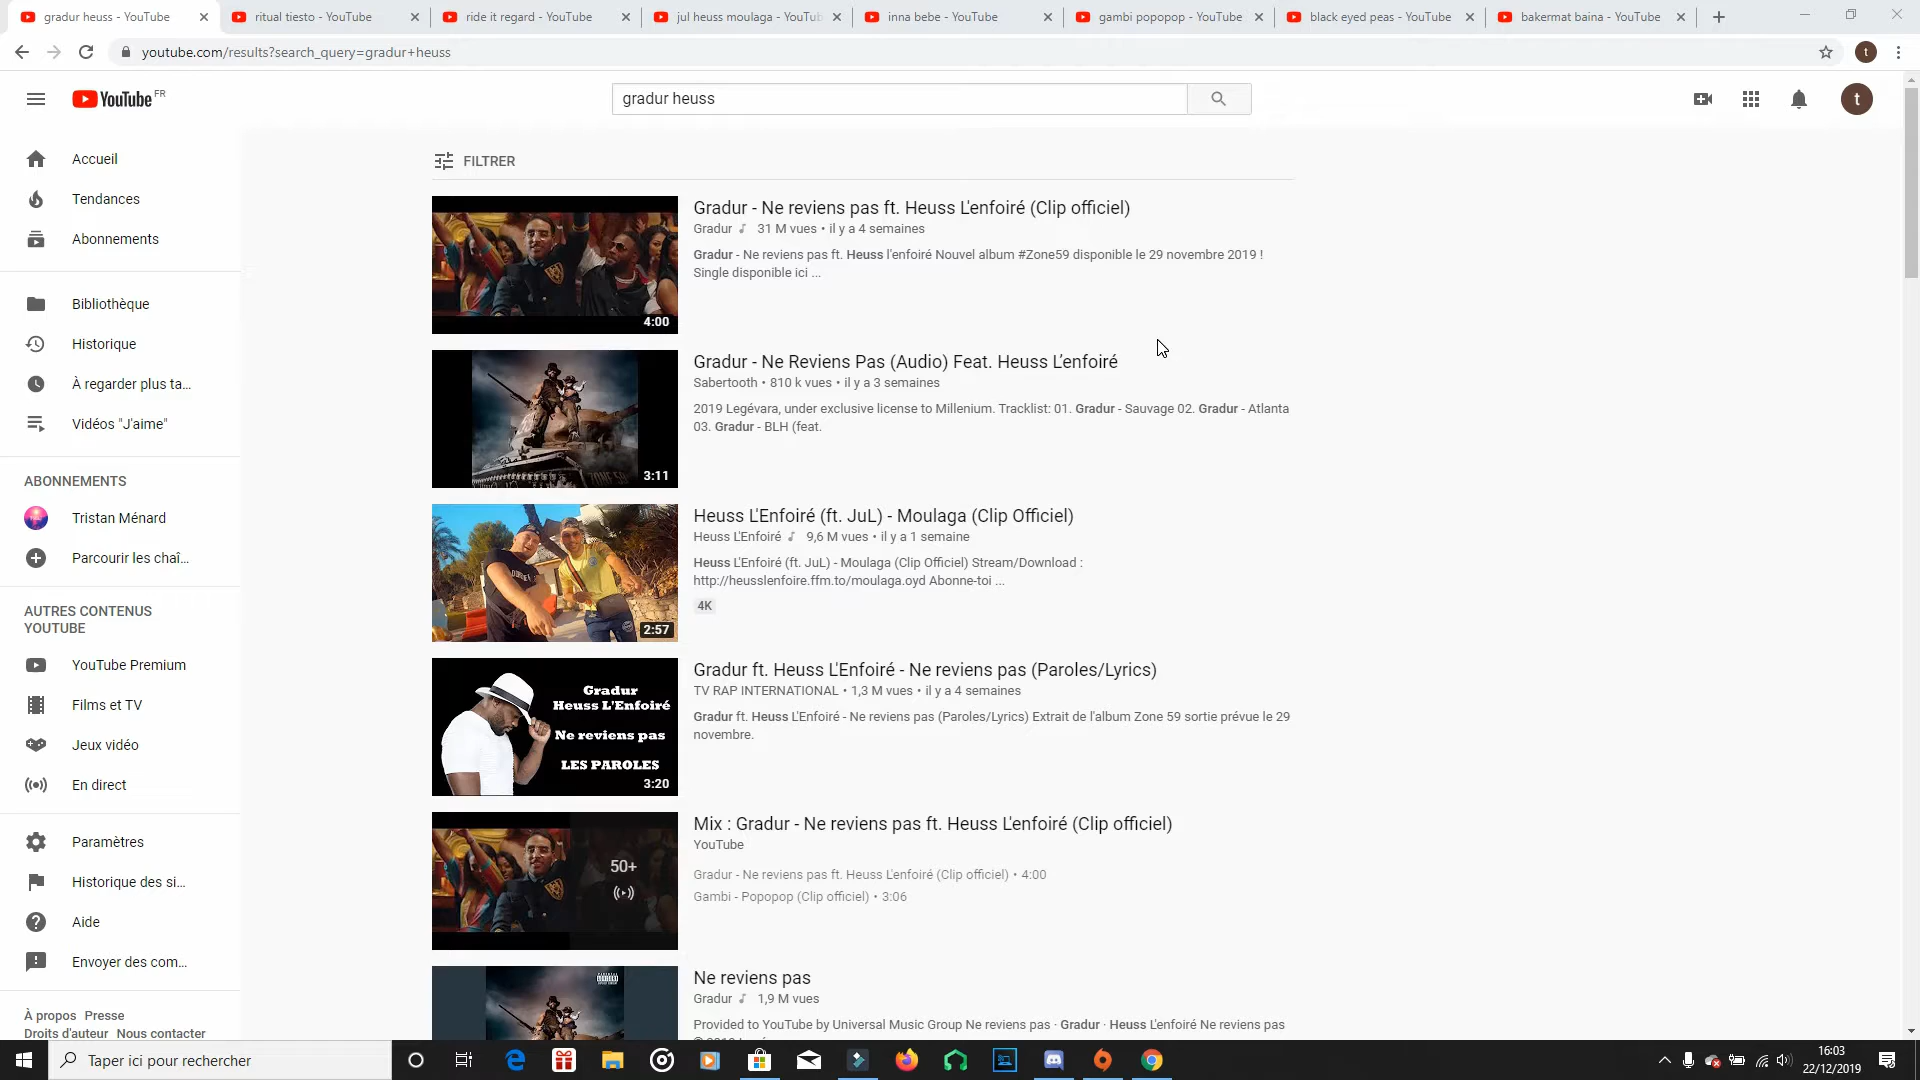 gradur heuss - YouTube
ritual tiesto - YouTube
ride it regard - YouTube
jul heuss moulaga - YouTub
inna bebe - YouTube
gambi popopop - YouTube
black eyed peas - YouTube
bakermat baina - YouTube
youtube.com/results?search_query=gradur+heuss
t
YouTube FR
gradur heuss
t
Accueil
Tendances
Abonnements
Bibliothèque
Historique
À regarder plus ta...
Vidéos "J'aime"
ABONNEMENTS
Tristan Ménard
Parcourir les chaî...
AUTRES CONTENUS
YOUTUBE
YouTube Premium
Films et TV
Jeux vidéo
En direct
Paramètres
Historique des si...
Aide
Envoyer des com...
À propos Presse
Droits d'auteur Nous contacter
FILTRER
4:00
Gradur - Ne reviens pas ft. Heuss L'enfoiré (Clip officiel)
Gradur 31 M vues • il y a 4 semaines
Gradur - Ne reviens pas ft. Heuss l'enfoiré Nouvel album #Zone59 disponible le 29 novembre 2019 !
Single disponible ici ...
3:11
Gradur - Ne Reviens Pas (Audio) Feat. Heuss L’enfoiré
Sabertooth • 810 k vues • il y a 3 semaines
2019 Legévara, under exclusive license to Millenium. Tracklist: 01. Gradur - Sauvage 02. Gradur - Atlanta
03. Gradur - BLH (feat.
2:57
Heuss L'Enfoiré (ft. JuL) - Moulaga (Clip Officiel)
Heuss L'Enfoiré 9,6 M vues • il y a 1 semaine
Heuss L'Enfoiré (ft. JuL) - Moulaga (Clip Officiel) Stream/Download :
http://heusslenfoire.ffm.to/moulaga.oyd Abonne-toi ...
4K
Gradur
Heuss L'Enfoiré
Ne reviens pas
LES PAROLES
3:20
Gradur ft. Heuss L'Enfoiré - Ne reviens pas (Paroles/Lyrics)
TV RAP INTERNATIONAL • 1,3 M vues • il y a 4 semaines
Gradur ft. Heuss L'Enfoiré - Ne reviens pas (Paroles/Lyrics) Extrait de l'album Zone 59 sortie prévue le 29
novembre.
50+
Mix : Gradur - Ne reviens pas ft. Heuss L'enfoiré (Clip officiel)
YouTube
Gradur - Ne reviens pas ft. Heuss L'enfoiré (Clip officiel) • 4:00
Gambi - Popopop (Clip officiel) • 3:06
Ne reviens pas
Gradur 1,9 M vues
Provided to YouTube by Universal Music Group Ne reviens pas · Gradur · Heuss L'enfoiré Ne reviens pas
Taper ici pour rechercher
16:03
22/12/2019